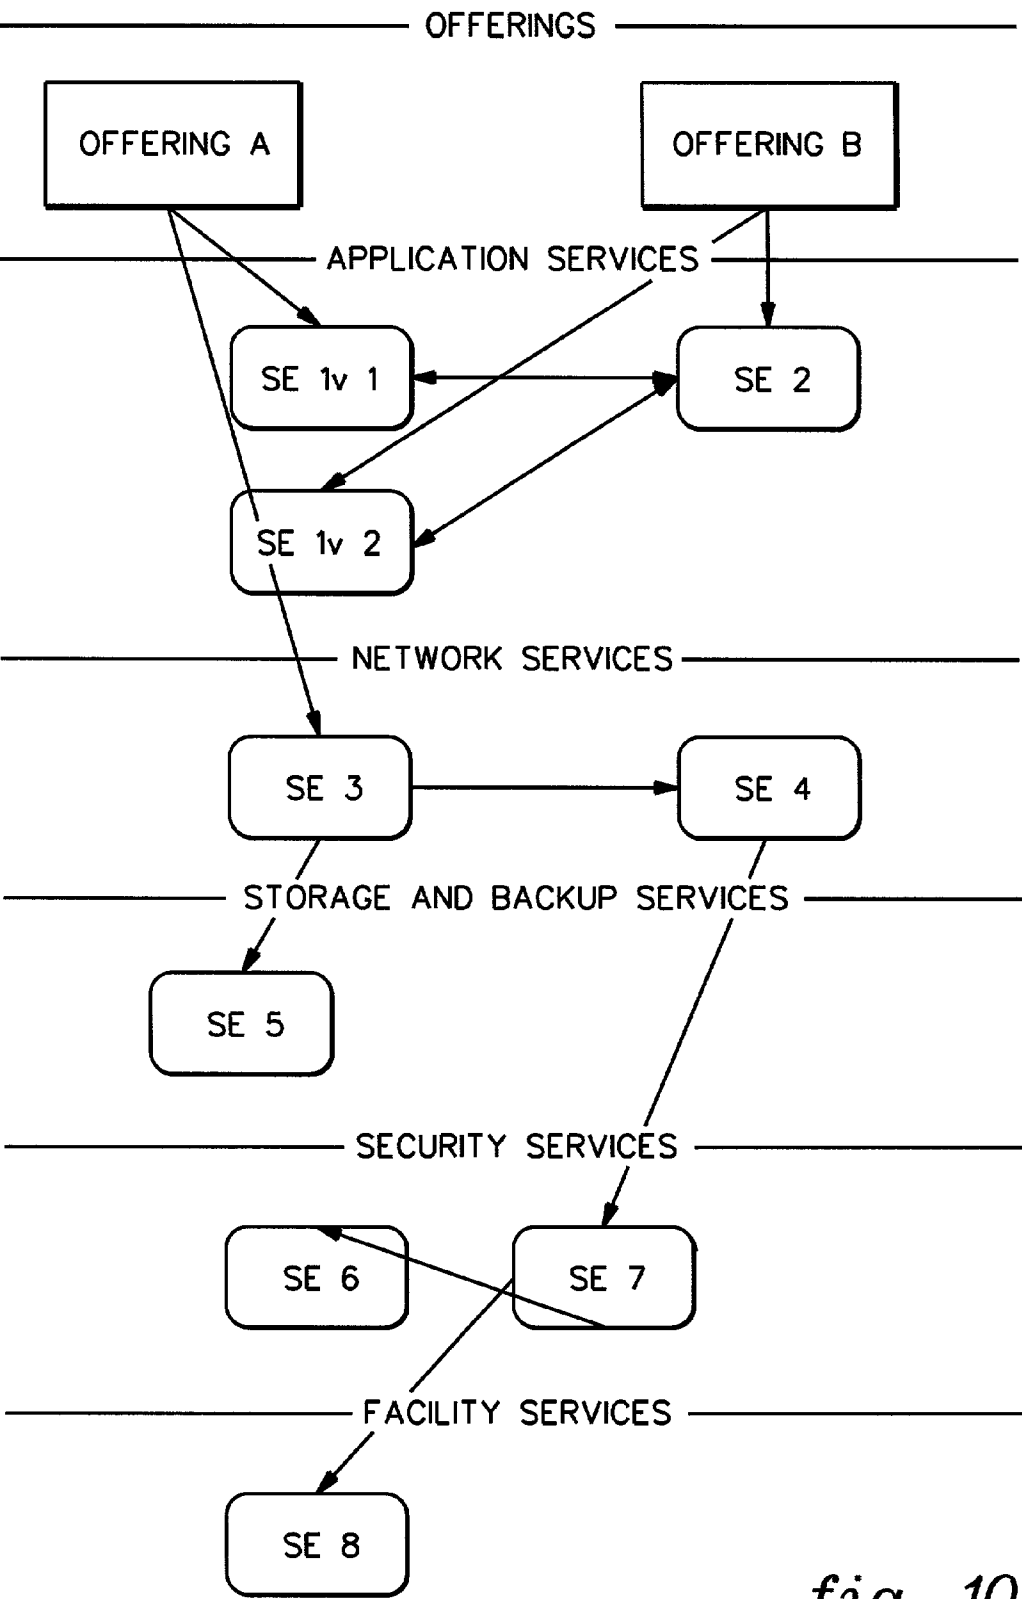 OFFERINGS
OFFERING A
OFFERING B
APPLICATION SERVICES
SE 1v 1
SE 2
SE 1v 2
NETWORK SERVICES
SE 3
SE 4
STORAGE AND BACKUP SERVICES
SE 5
SECURITY SERVICES
SE 6
SE 7
FACILITY SERVICES
SE 8
fig. 10